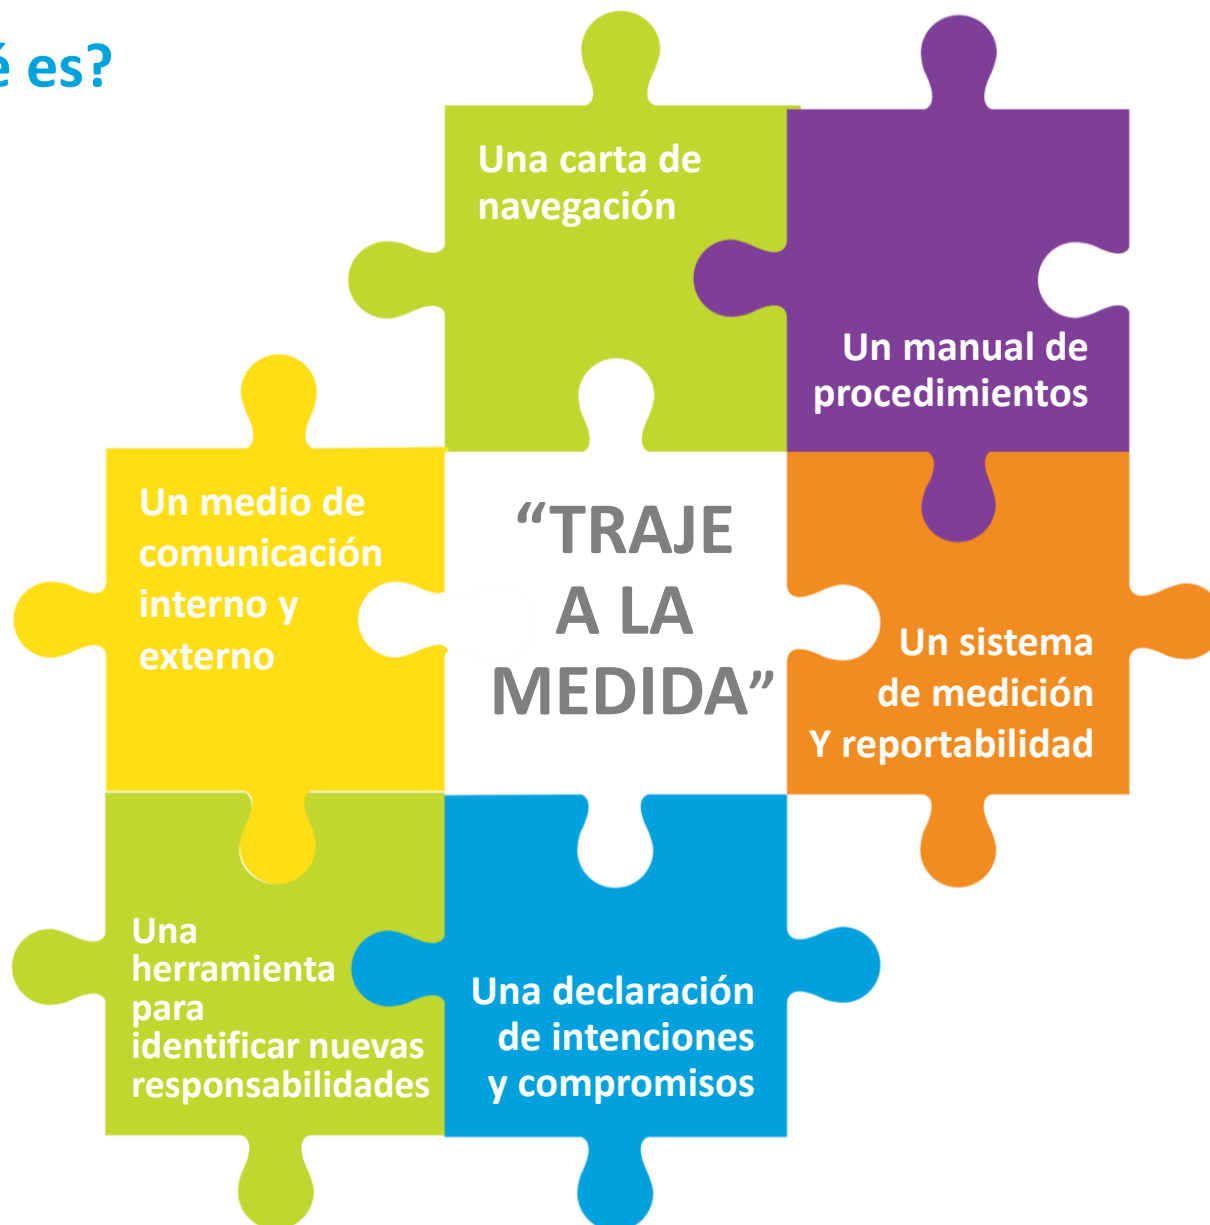 é es?
Una carta de
navegación
Un manual de
procedimientos
Un medio de
comunicación
interno y
externo
“TRAJE
A LA
MEDIDA”
Un sistema
de medición
Y reportabilidad
Una
herramienta
para
identificar nuevas
responsabilidades
Una declaración
de intenciones
y compromisos